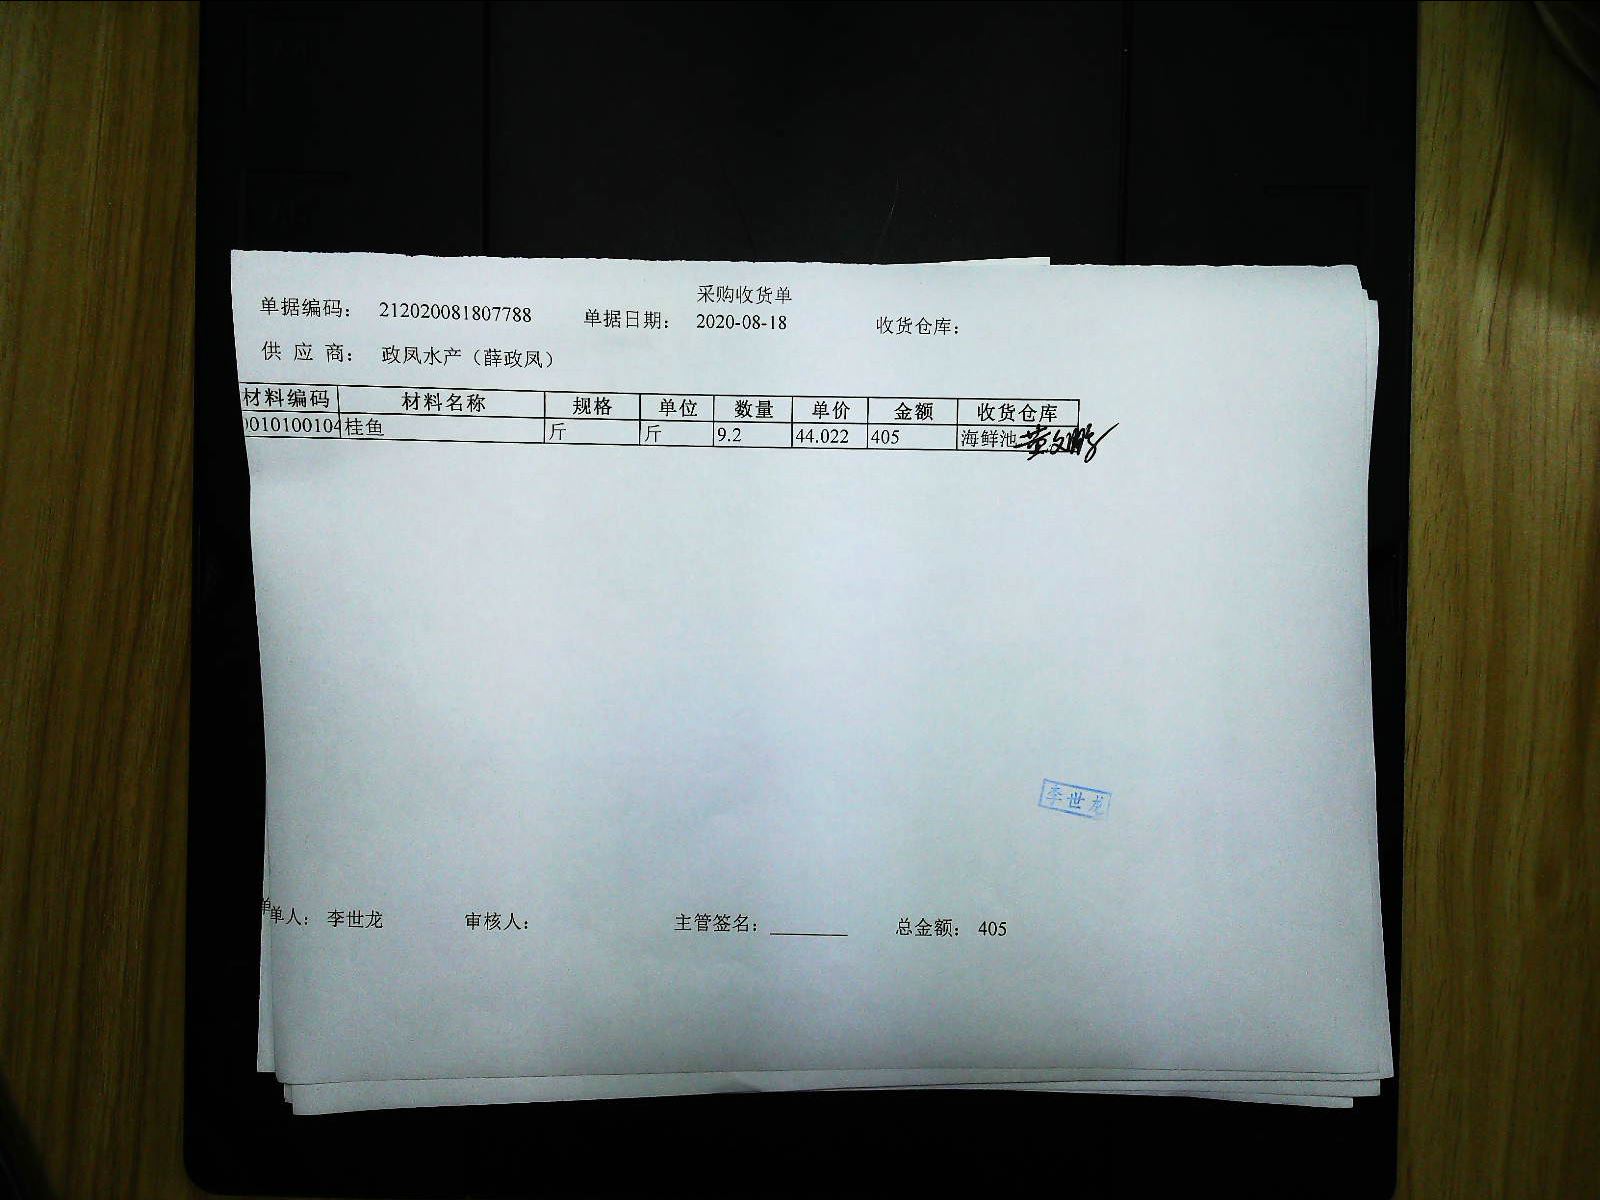 采购收货单
单据编码： 212020081807788 单据日期： 2020-08-18 收货仓库：
供 应 商： 政凤水产（薛政凤）
材料编码 材料名称 规格 单位 数量 单价 金额 收货仓库
0010100104 桂鱼 斤 斤 9.2 44.022 405 海鲜池
李世龙
单人： 李世龙 审核人： 主管签名： 总金额： 405